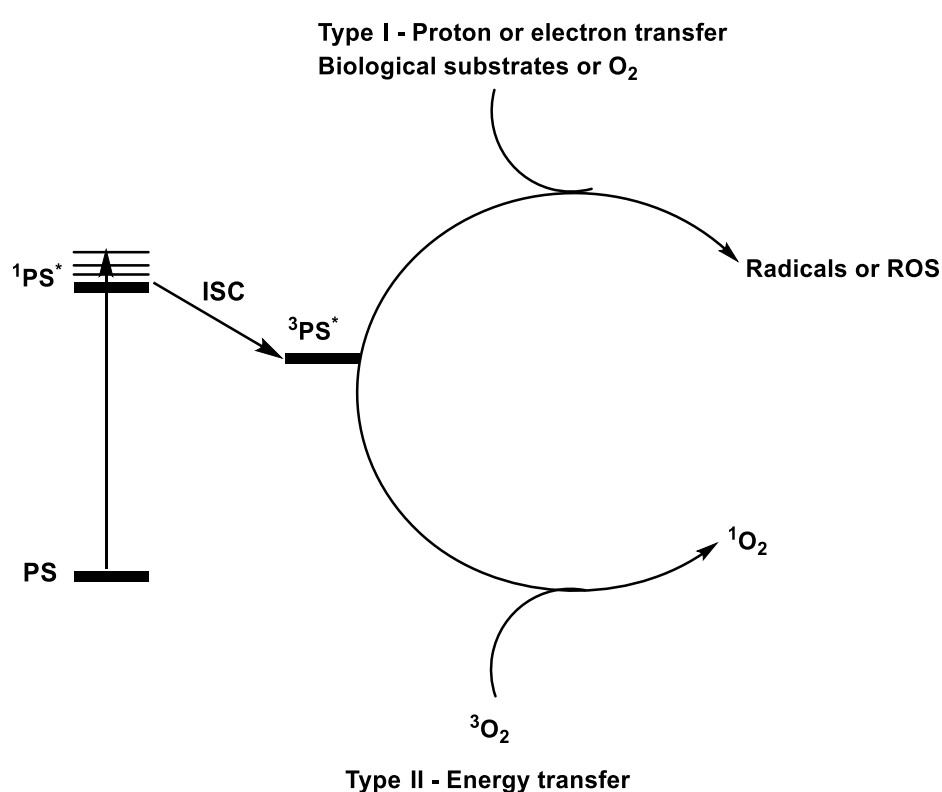 Type I - Proton or electron transfer
Biological substrates or O₂
¹PS*
ISC
Radicals or ROS
³PS*
PS
¹O₂
³O₂
Type II - Energy transfer